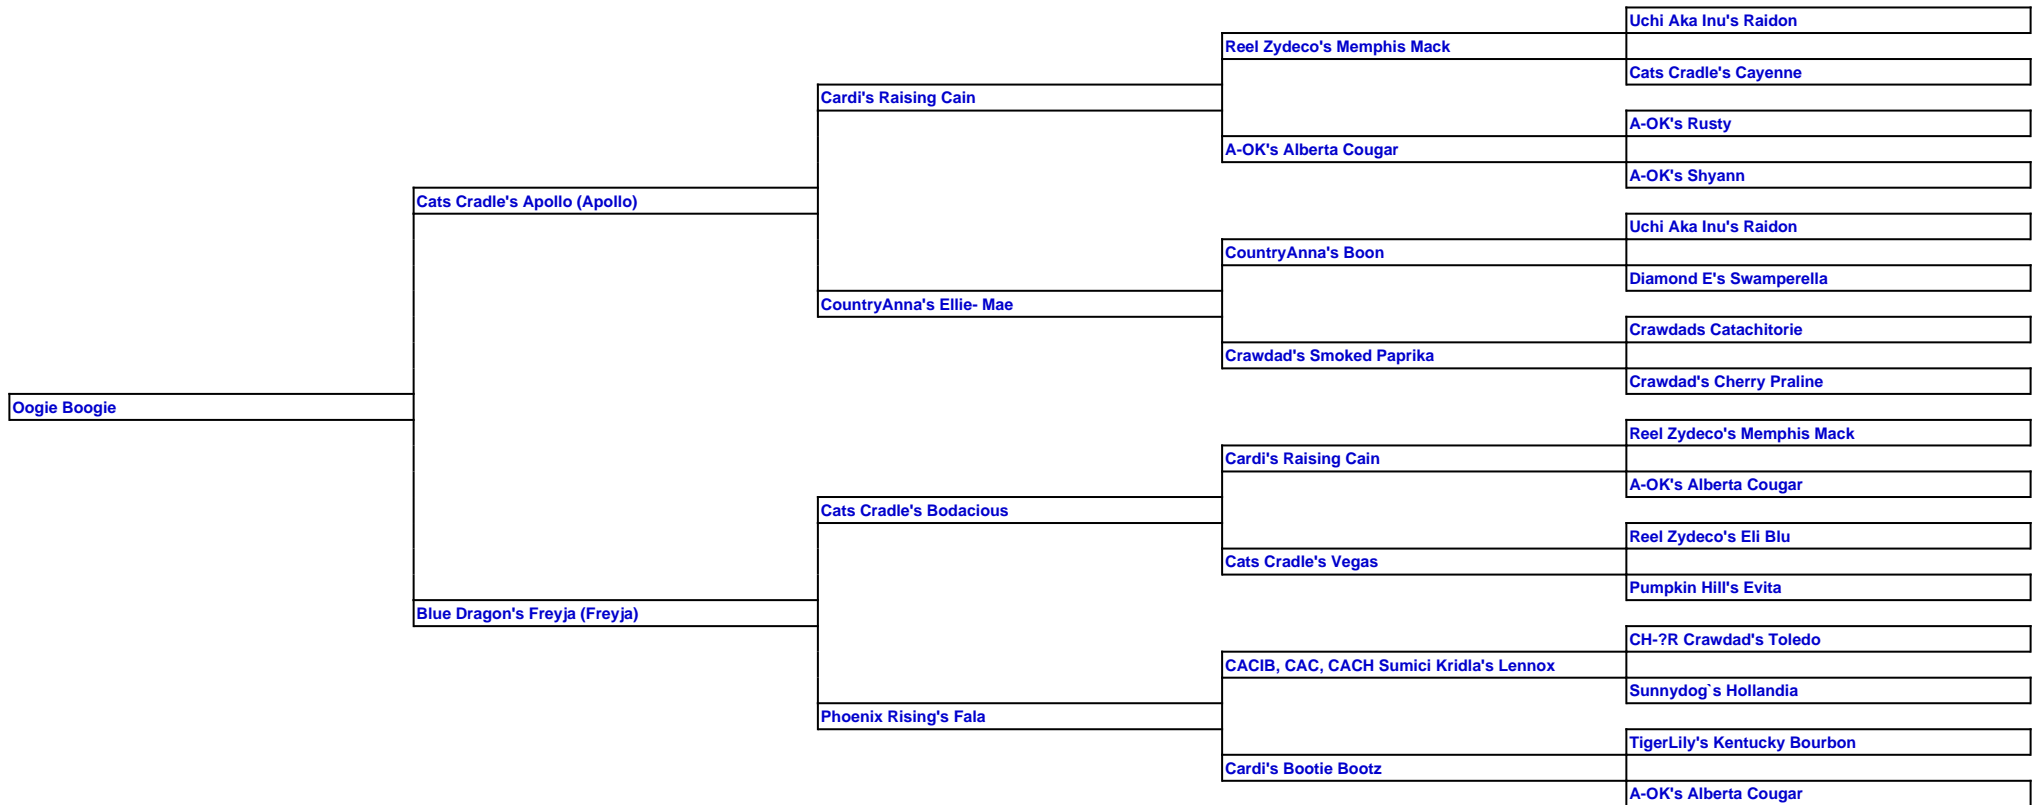 Uchi Aka Inu's Raidon
Reel Zydeco's Memphis Mack
Cats Cradle's Cayenne
Cardi's Raising Cain
A-OK's Rusty
A-OK's Alberta Cougar
A-OK's Shyann
Cats Cradle's Apollo (Apollo)
Uchi Aka Inu's Raidon
CountryAnna's Boon
Diamond E's Swamperella
CountryAnna's Ellie- Mae
Crawdads Catachitorie
Crawdad's Smoked Paprika
Crawdad's Cherry Praline
Oogie Boogie
Reel Zydeco's Memphis Mack
Cardi's Raising Cain
A-OK's Alberta Cougar
Cats Cradle's Bodacious
Reel Zydeco's Eli Blu
Cats Cradle's Vegas
Pumpkin Hill's Evita
Blue Dragon's Freyja (Freyja)
CH-?R Crawdad's Toledo
CACIB, CAC, CACH Sumici Kridla's Lennox
Sunnydog`s Hollandia
Phoenix Rising's Fala
TigerLily's Kentucky Bourbon
Cardi's Bootie Bootz
A-OK's Alberta Cougar